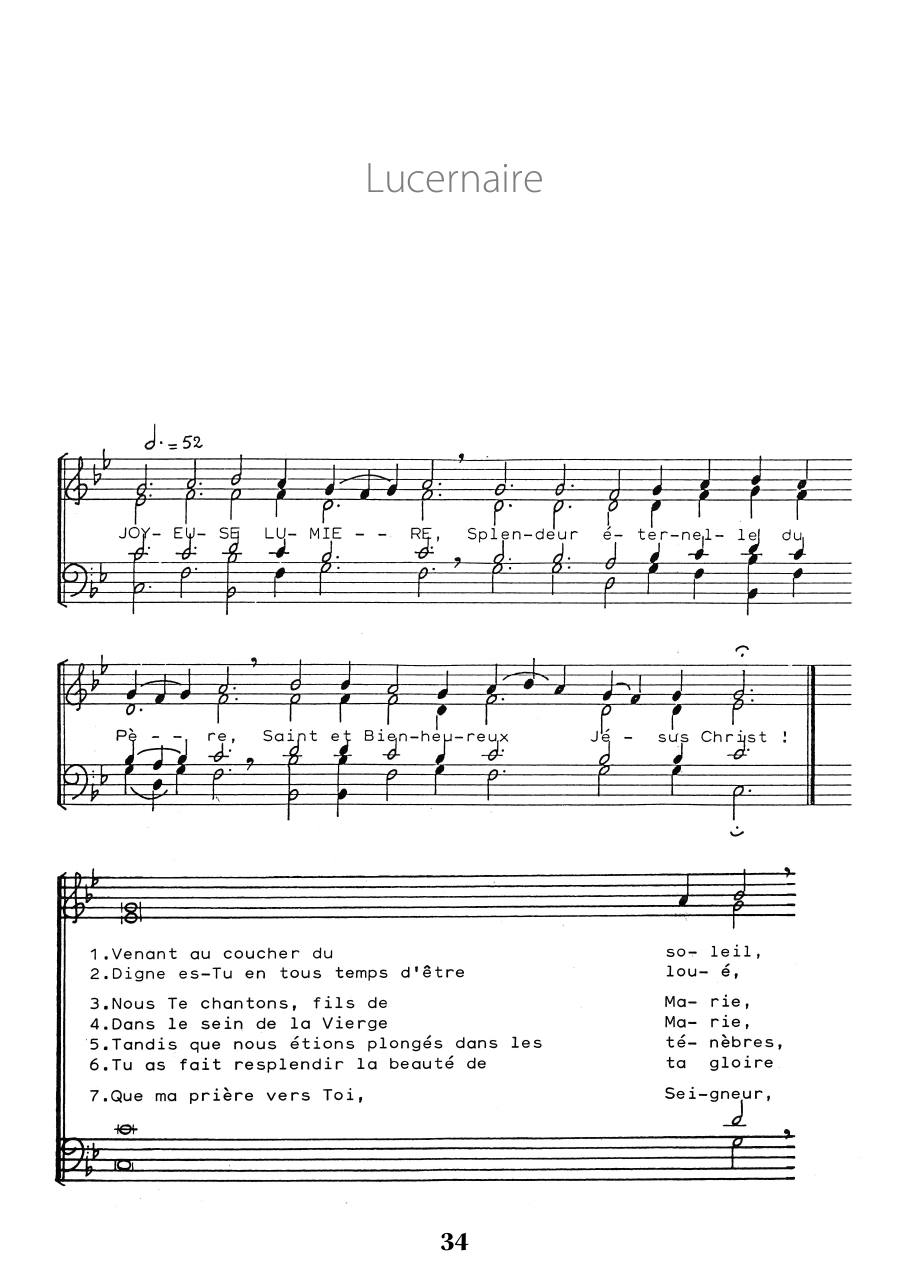 Lucernaire
𝅗𝅥. = 52
JOY- EU- SE LU- MIE - - RE, Splen-deur é- ter-nel- le du
Pè - - re, Saint et Bien-heu-reux Jé - sus Christ !
1.Venant au coucher du so- leil,
2.Digne es-Tu en tous temps d'être lou- é,
3.Nous Te chantons, fils de Ma- rie,
4.Dans le sein de la Vierge Ma- rie,
5.Tandis que nous étions plongés dans les té- nèbres,
6.Tu as fait resplendir la beauté de ta gloire
7.Que ma prière vers Toi, Sei-gneur,
34